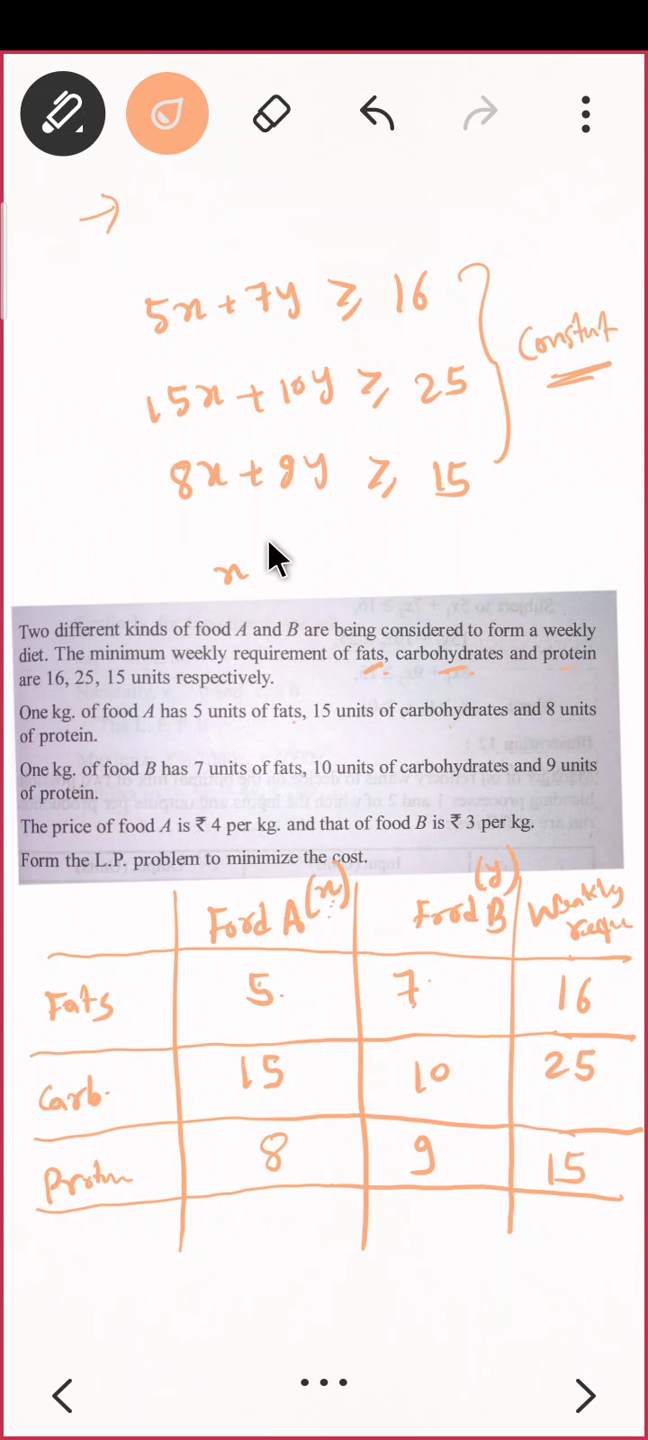 →
5x + 7y ≥ 16
15x + 10y ≥ 25
8x + 9y ≥ 15
Constut
x
Two different kinds of food A and B are being considered to form a weekly
diet. The minimum weekly requirement of fats, carbohydrates and protein
are 16, 25, 15 units respectively.
One kg. of food A has 5 units of fats, 15 units of carbohydrates and 8 units
of protein.
One kg. of food B has 7 units of fats, 10 units of carbohydrates and 9 units
of protein.
The price of food A is ₹ 4 per kg. and that of food B is ₹ 3 per kg.
Form the L.P. problem to minimize the cost.
Food A (x) Food B (y) Weekly
requ
Fats 5 7 16
Carb. 15 10 25
Protn 8 9 15